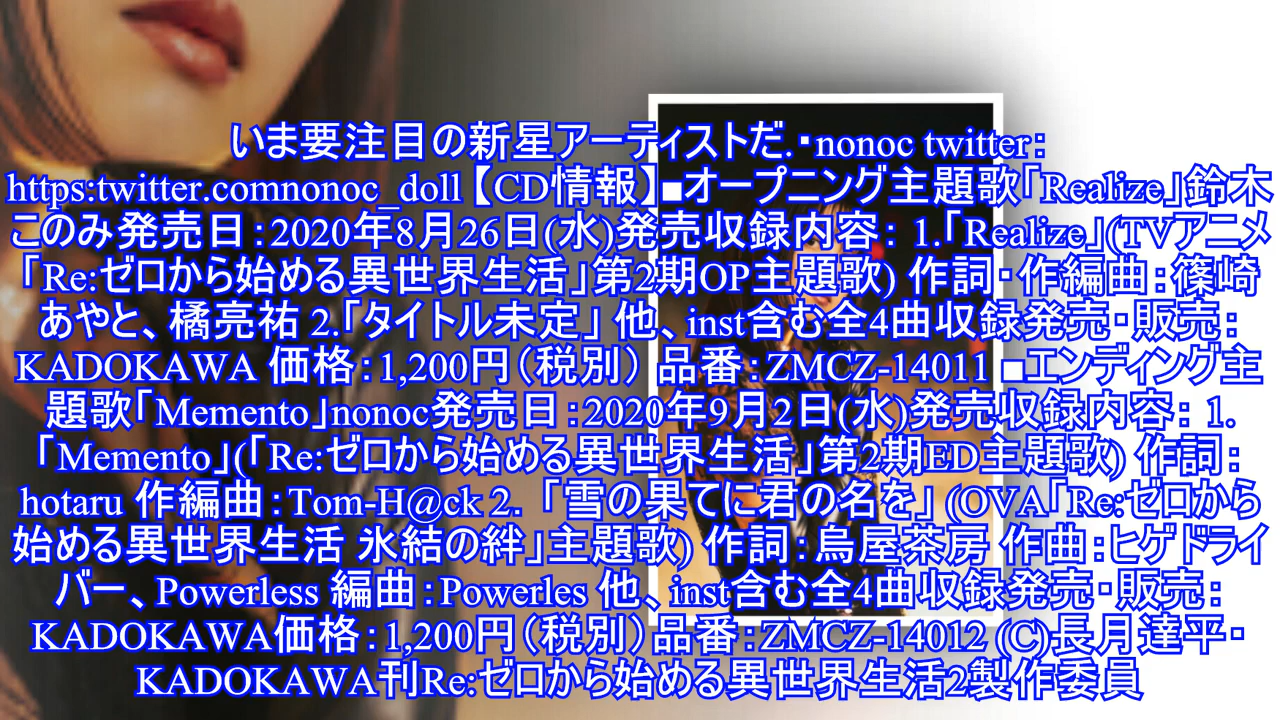 いま要注目の新星アーティストだ.・nonoc twitter：
https:twitter.comnonoc_doll【CD情報】■オープニング主題歌「Realize」鈴木
このみ発売日：2020年8月26日(水)発売収録内容： 1.「Realize」(TVアニメ
「Re:ゼロから始める異世界生活」第2期OP主題歌) 作詞・作編曲：篠崎
あやと、橘亮祐 2.「タイトル未定」 他、inst含む全4曲収録発売・販売：
KADOKAWA 価格：1,200円（税別） 品番：ZMCZ-14011 ■エンディング主
題歌「Memento」nonoc発売日：2020年9月2日(水)発売収録内容： 1.
「Memento」(「Re:ゼロから始める異世界生活」第2期ED主題歌) 作詞：
hotaru 作編曲：Tom-H@ck 2. 「雪の果てに君の名を」 (OVA「Re:ゼロから
始める異世界生活 氷結の絆」主題歌) 作詞：烏屋茶房 作曲：ヒゲドライ
バー、Powerless 編曲：Powerles 他、inst含む全4曲収録発売・販売：
KADOKAWA価格：1,200円（税別） 品番：ZMCZ-14012 (C)長月達平・
KADOKAWA刊Re:ゼロから始める異世界生活2製作委員